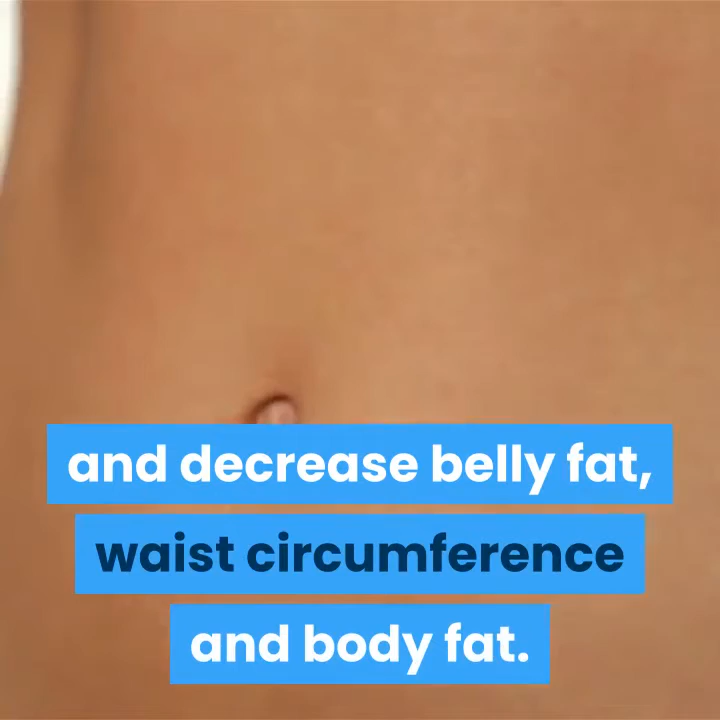 and decrease belly fat,
waist circumference
and body fat.